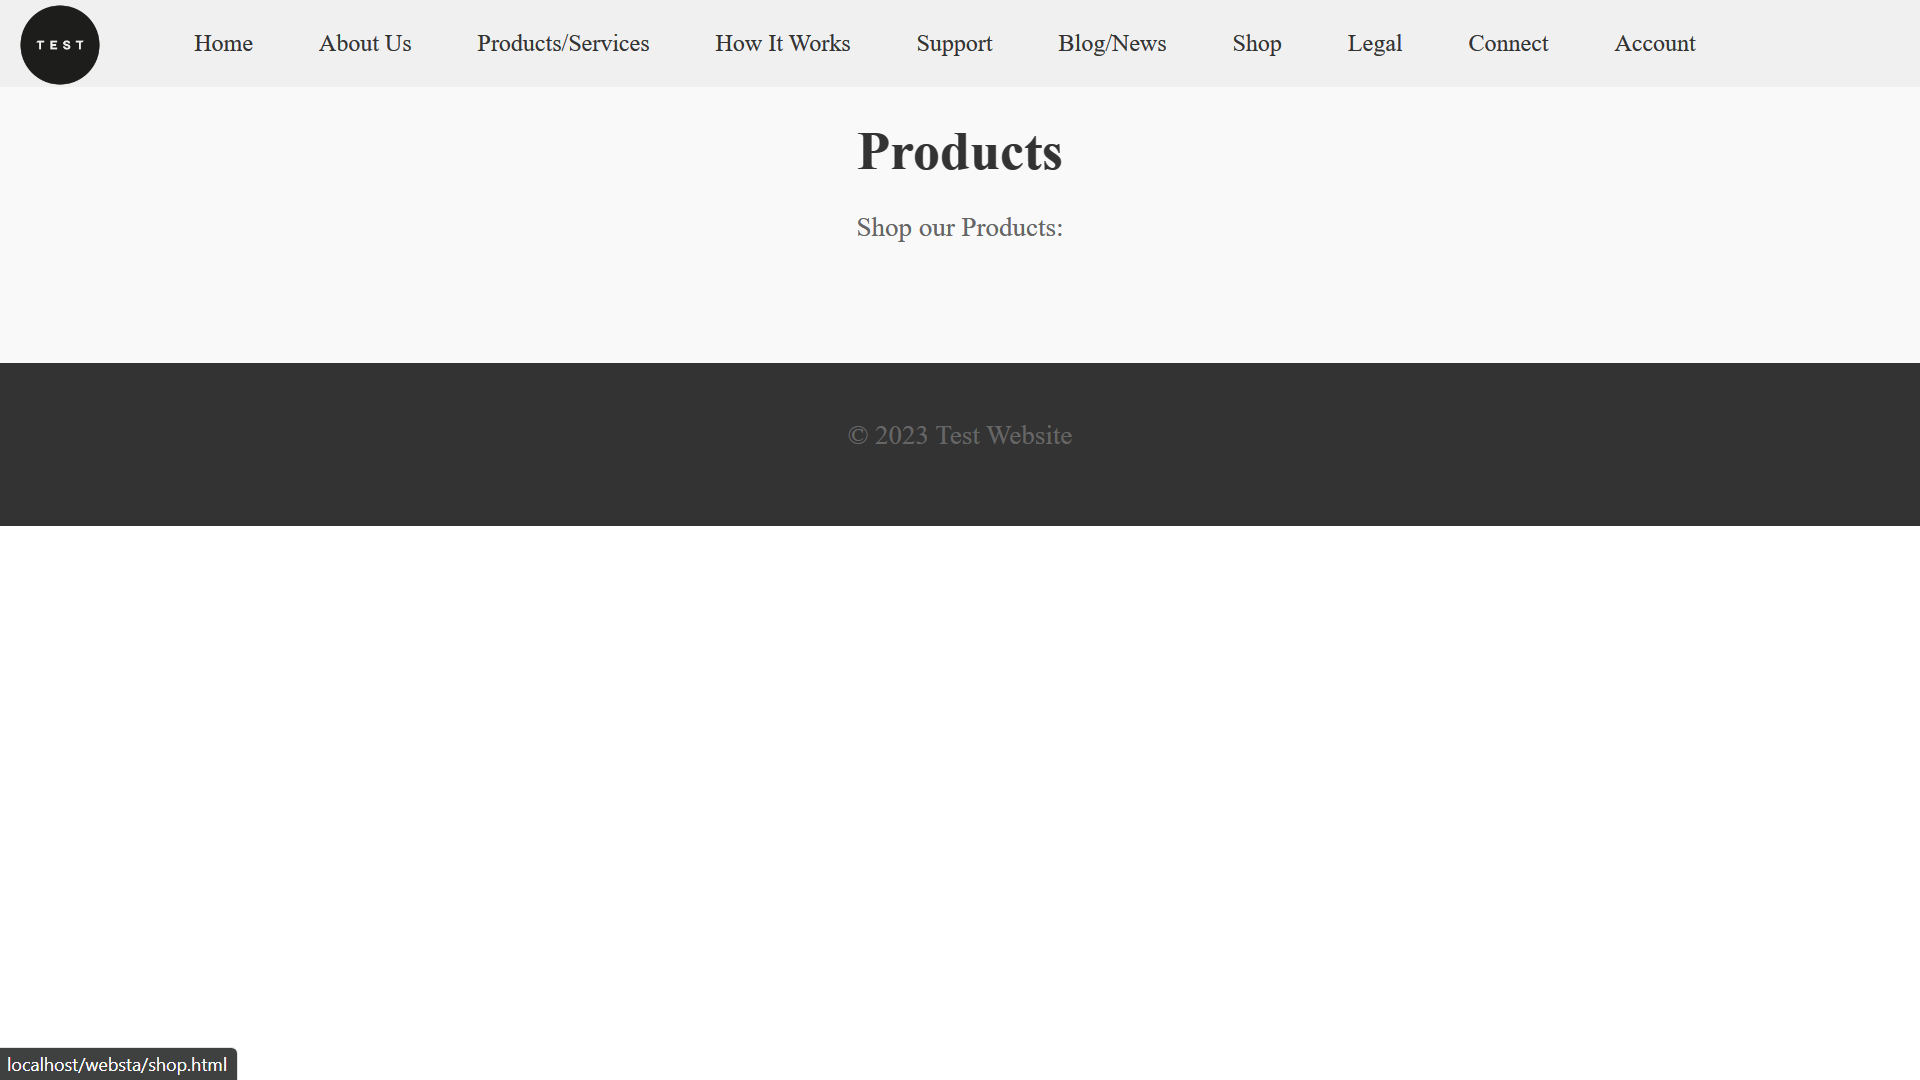 TEST
Home About Us Products/Services How It Works Support Blog/News Shop Legal Connect Account
Products
Shop our Products:
© 2023 Test Website
localhost/websta/shop.html